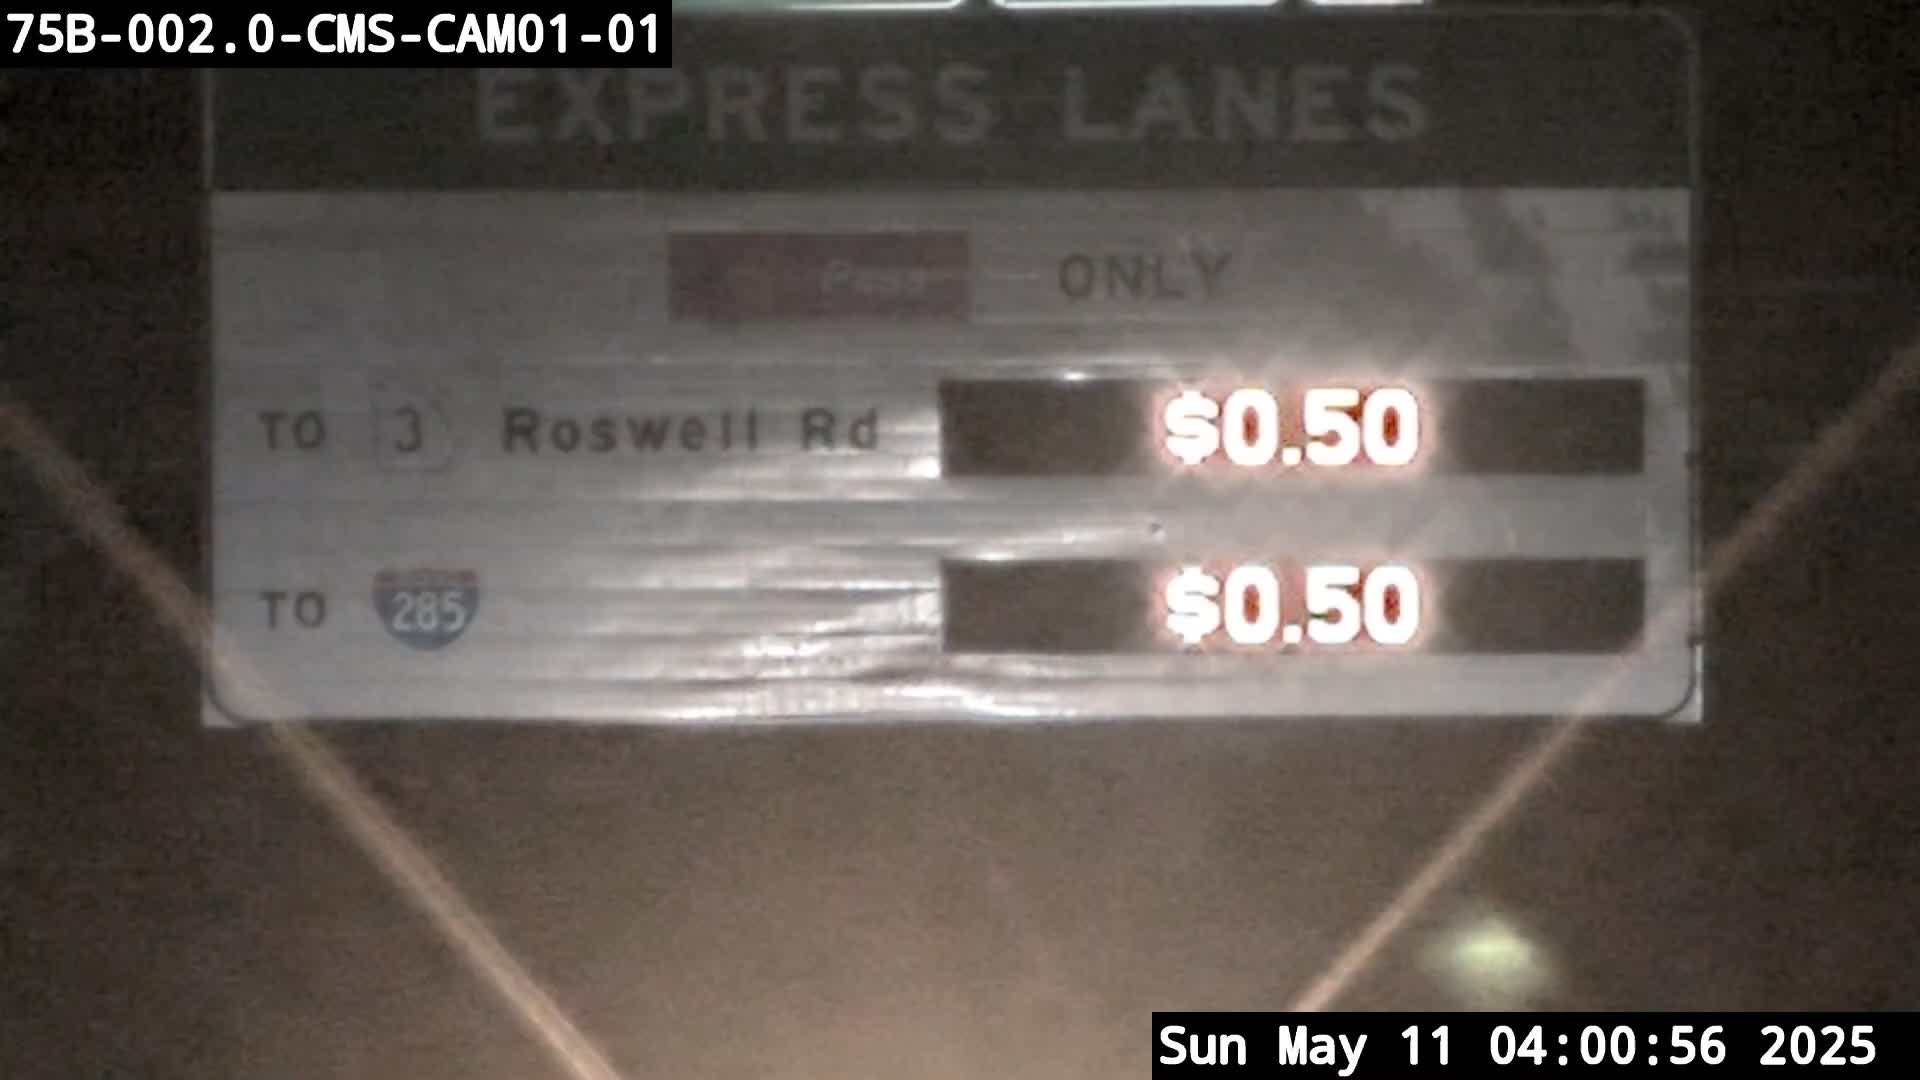 75B-002.0-CMS-CAM01-01
EXPRESS LANES
Pass ONLY
TO 3 Roswell Rd $0.50
TO 285 $0.50
Sun May 11 04:00:56 2025